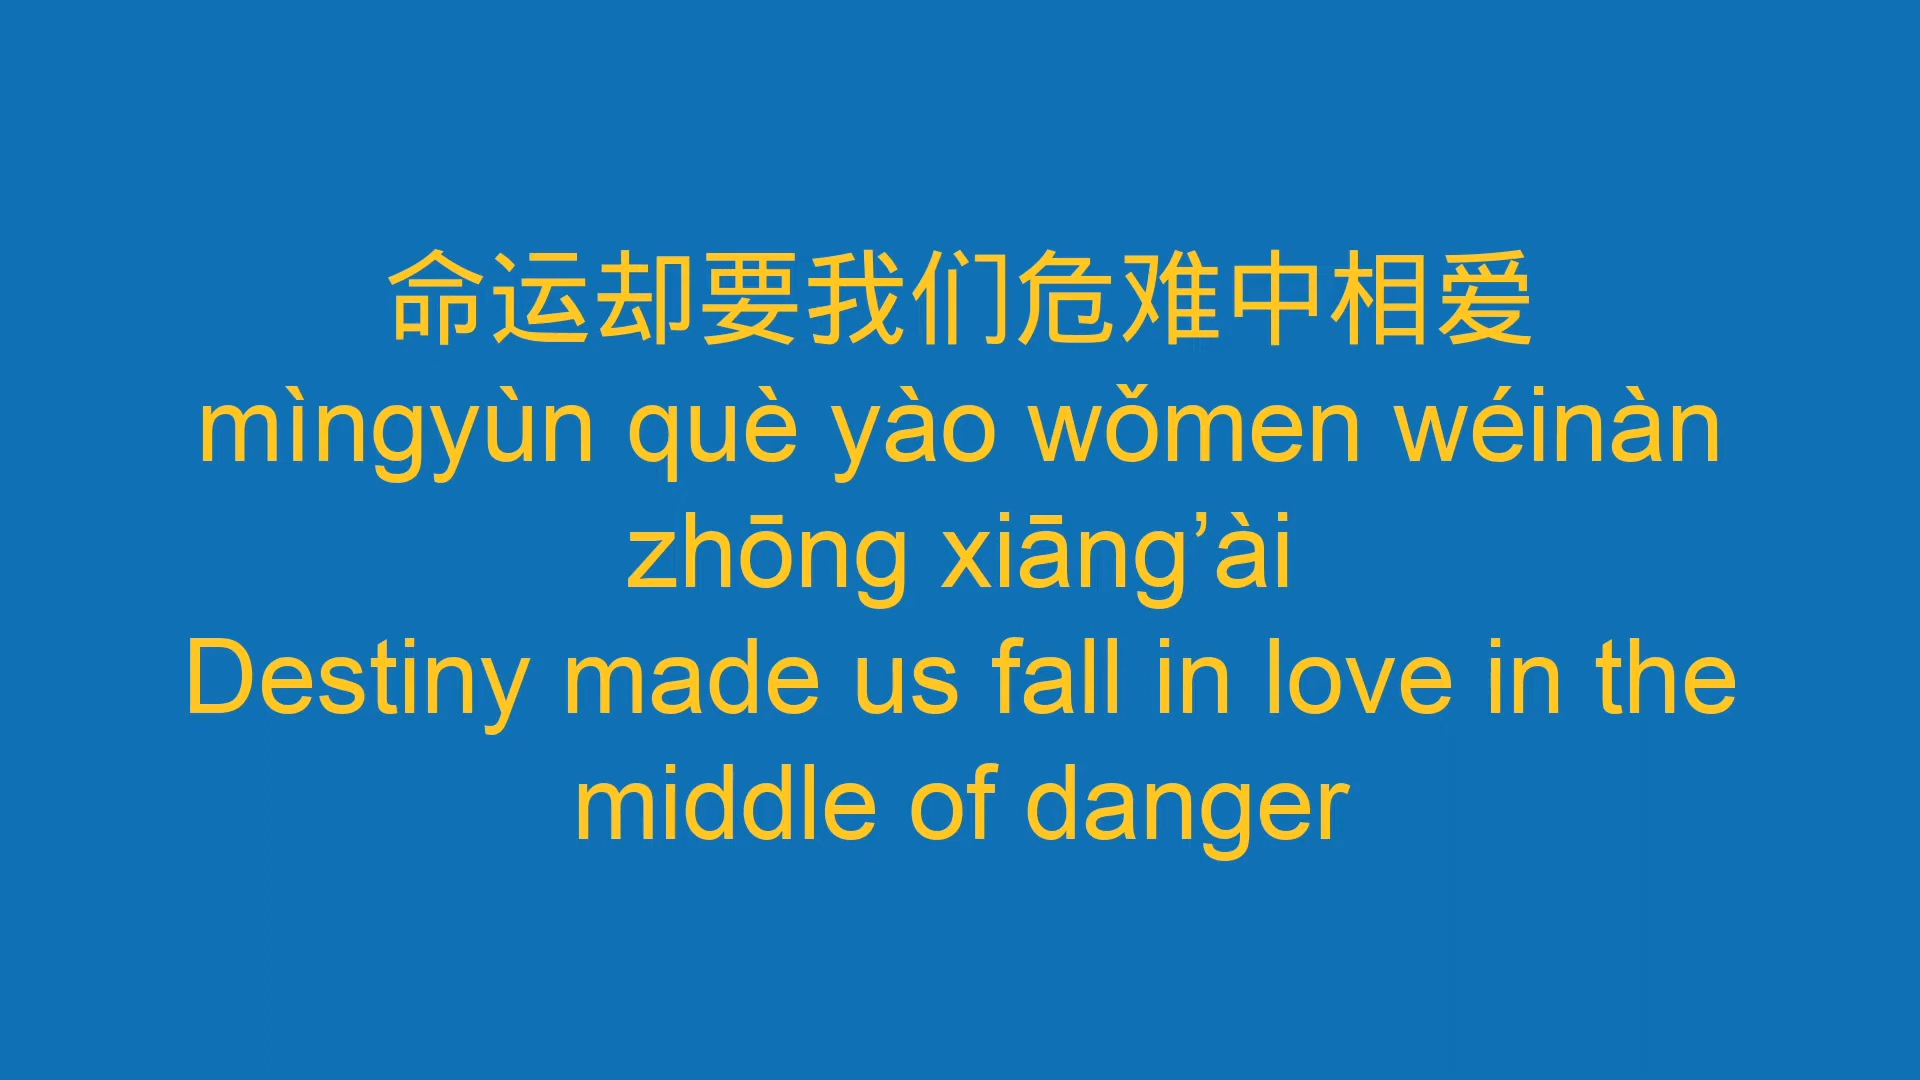 命运却要我们危难中相爱
mìngyùn què yào wǒmen wéinàn
zhōng xiāng’ài
Destiny made us fall in love in the
middle of danger